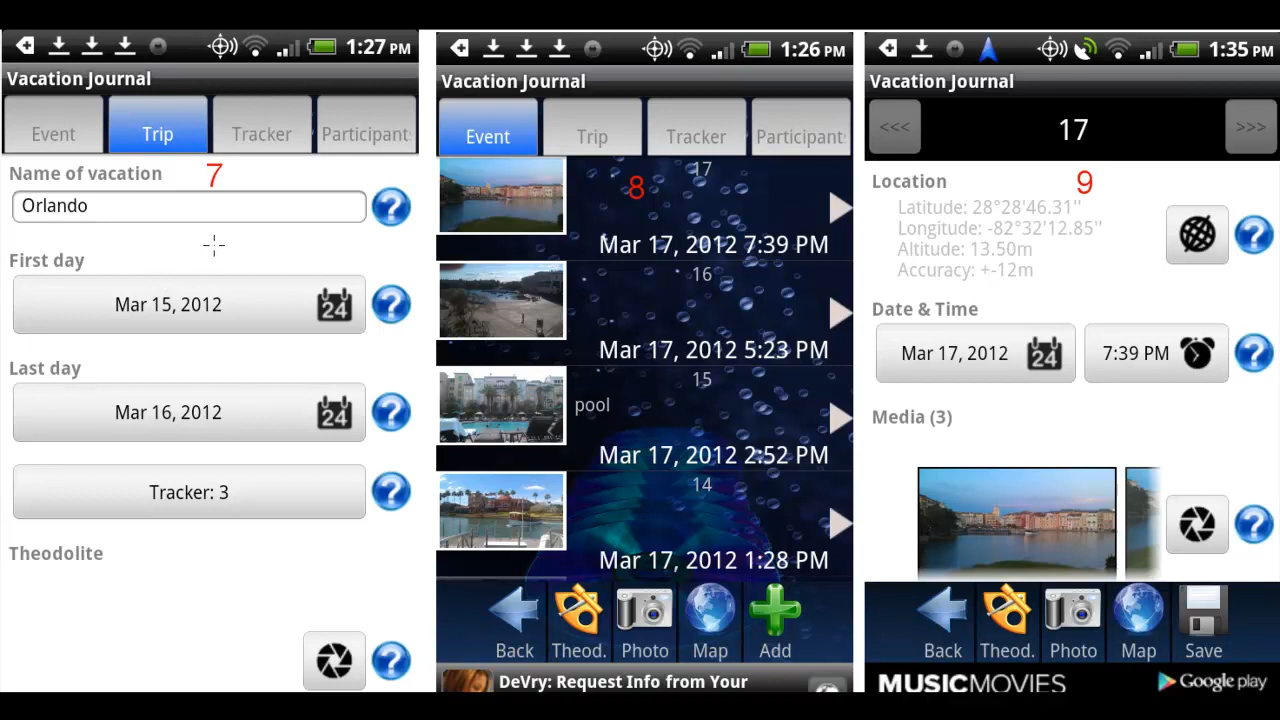 1:27 PM
Vacation Journal
Event
Trip
Tracker
Participant
Name of vacation
7
Orlando
?
First day
Mar 15, 2012
24
?
Last day
Mar 16, 2012
24
?
Tracker: 3
?
Theodolite
?
1:26 PM
Vacation Journal
Event
Trip
Tracker
Participant
17
8
Mar 17, 2012 7:39 PM
16
Mar 17, 2012 5:23 PM
15
pool
Mar 17, 2012 2:52 PM
14
Mar 17, 2012 1:28 PM
Back
Theod.
Photo
Map
Add
DeVry: Request Info from Your
1:35 PM
Vacation Journal
<<<
17
>>>
Location
9
Latitude: 28°28'46.31''
Longitude: -82°32'12.85''
Altitude: 13.50m
Accuracy: +-12m
?
Date & Time
Mar 17, 2012
24
7:39 PM
?
Media (3)
?
Back
Theod.
Photo
Map
Save
MUSICMOVIES
Google play